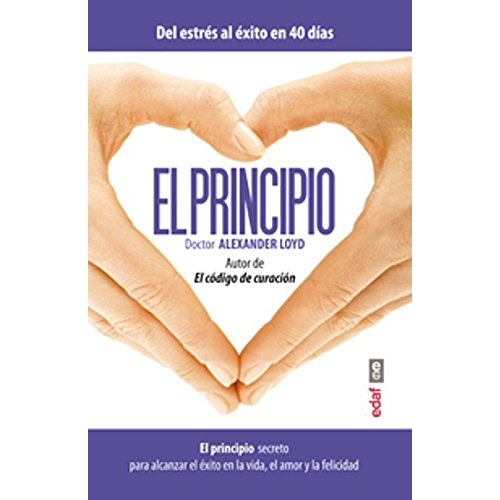 Del estrés al éxito en 40 días
EL PRINCIPIO
Doctor ALEXANDER LOYD
Autor de
El código de curación
edaf
El principio secreto
para alcanzar el éxito en la vida, el amor y la felicidad